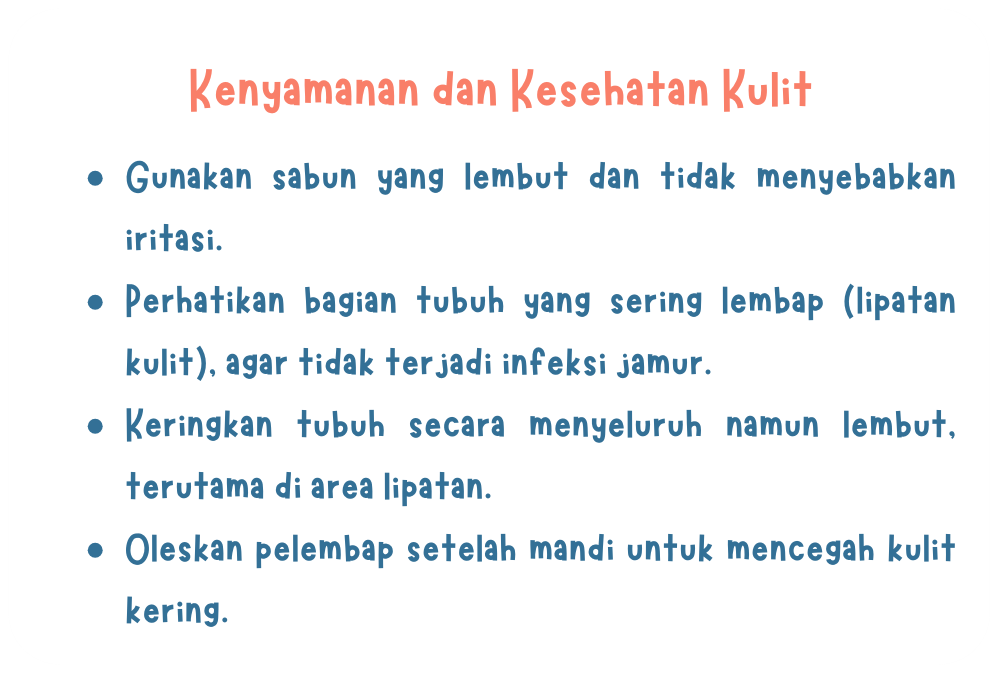 Kenyamanan dan Kesehatan Kulit
• Gunakan sabun yang lembut dan tidak menyebabkan
iritasi.
• Perhatikan bagian tubuh yang sering lembap (lipatan
kulit), agar tidak terjadi infeksi jamur.
• Keringkan tubuh secara menyeluruh namun lembut,
terutama di area lipatan.
• Oleskan pelembap setelah mandi untuk mencegah kulit
kering.